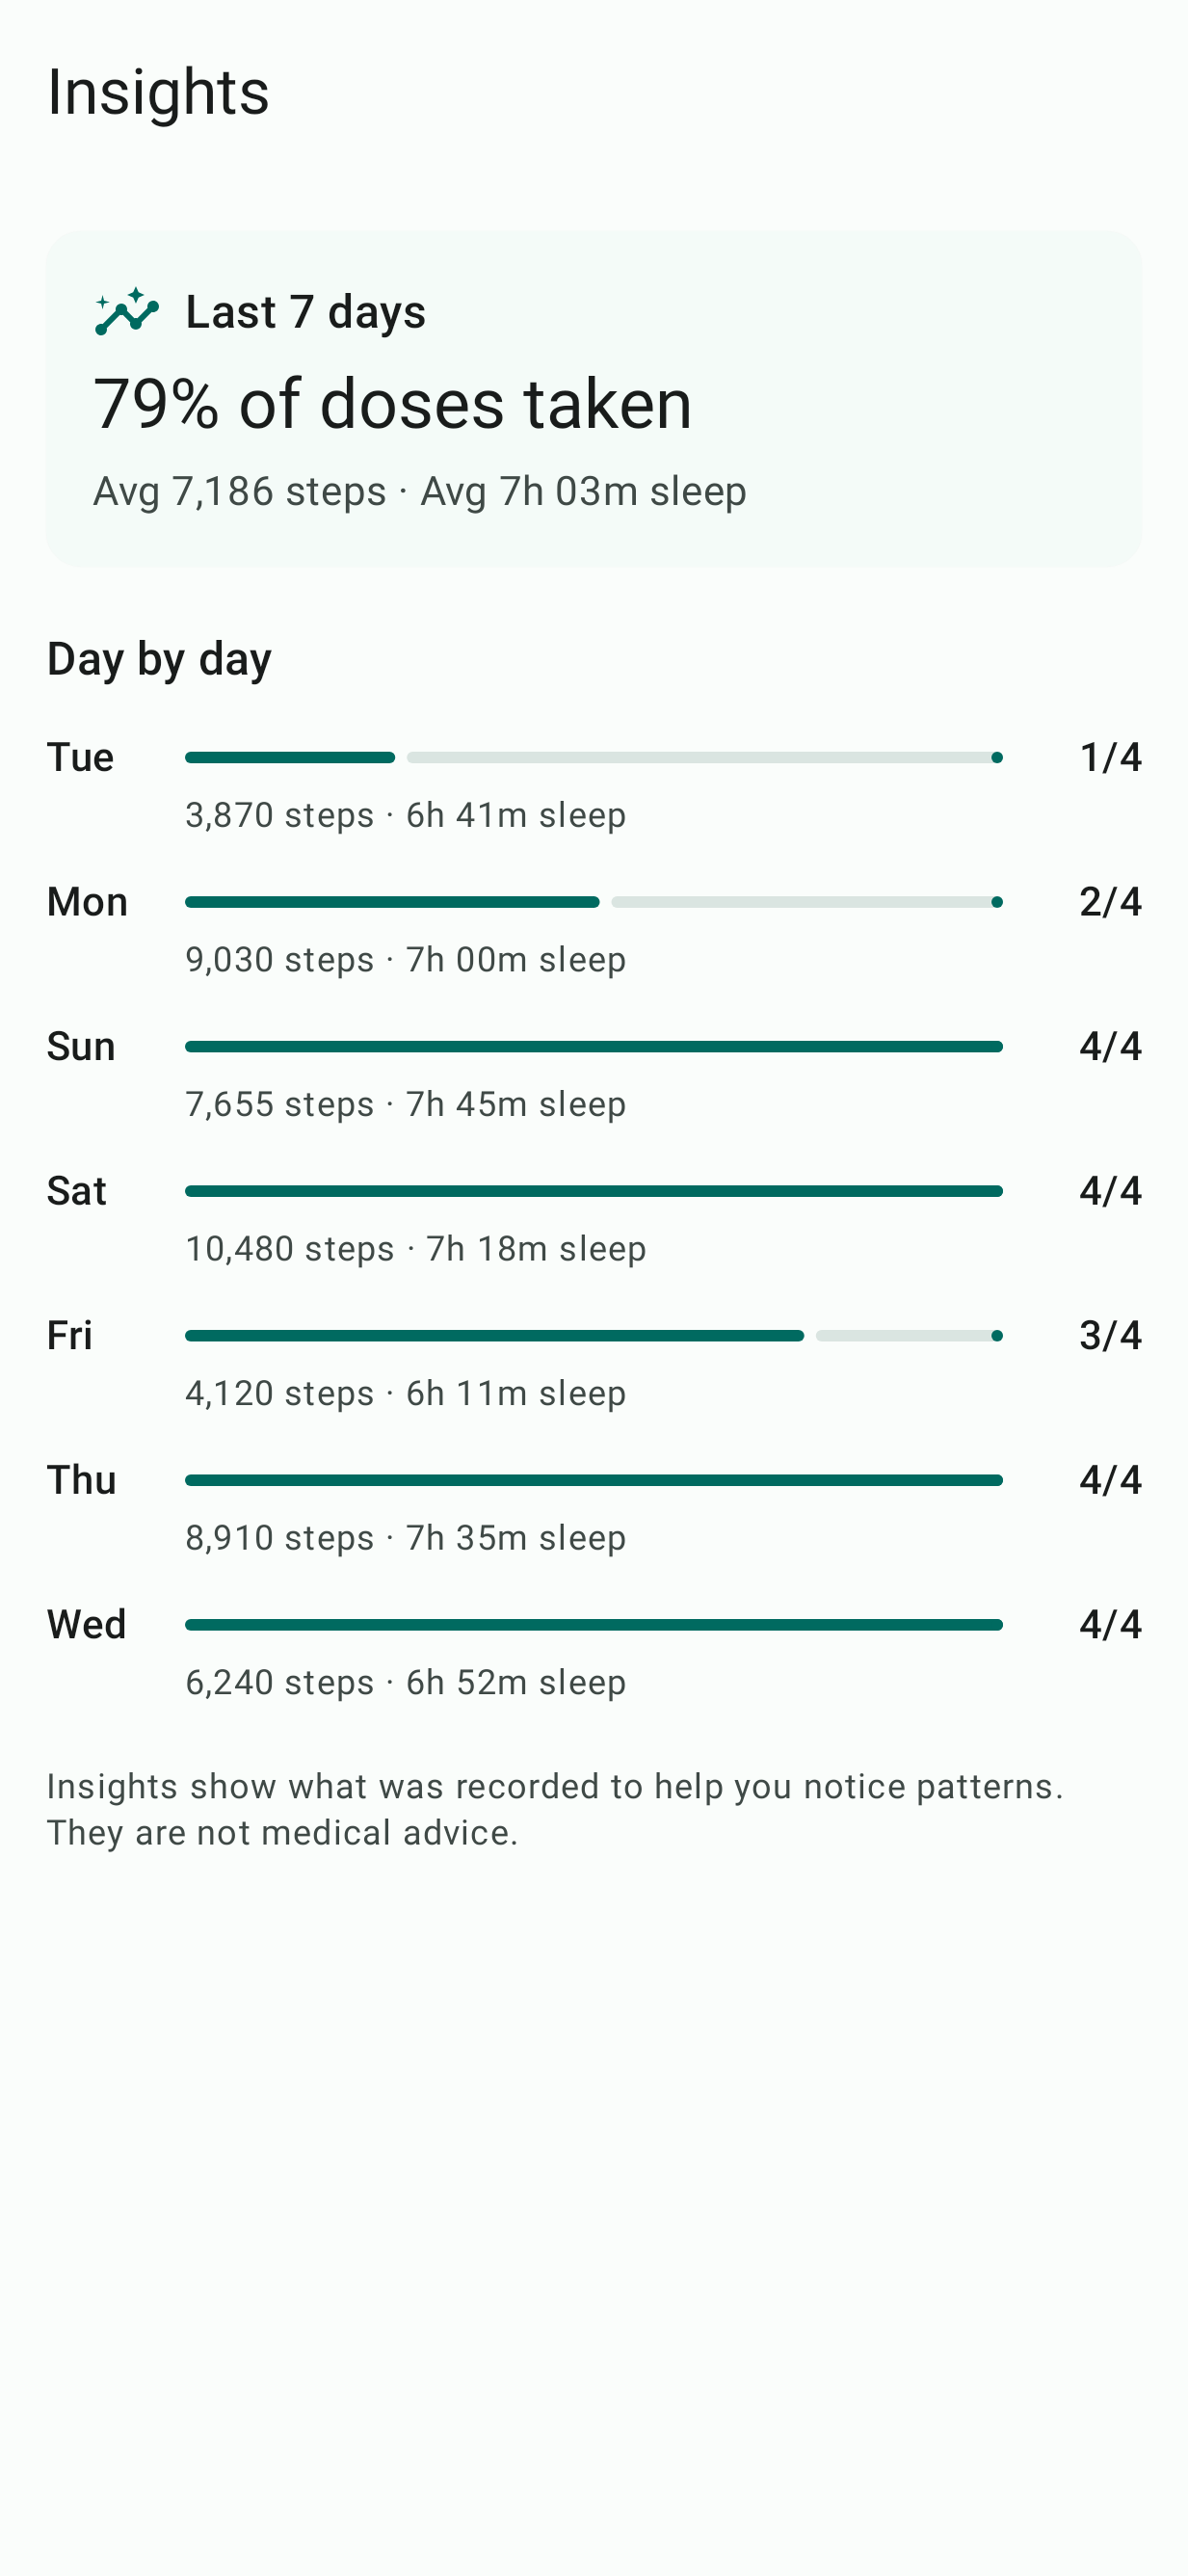 Insights
Last 7 days
79% of doses taken
Avg 7,186 steps · Avg 7h 03m sleep
Day by day
Tue 1/4
3,870 steps · 6h 41m sleep
Mon 2/4
9,030 steps · 7h 00m sleep
Sun 4/4
7,655 steps · 7h 45m sleep
Sat 4/4
10,480 steps · 7h 18m sleep
Fri 3/4
4,120 steps · 6h 11m sleep
Thu 4/4
8,910 steps · 7h 35m sleep
Wed 4/4
6,240 steps · 6h 52m sleep
Insights show what was recorded to help you notice patterns.
They are not medical advice.